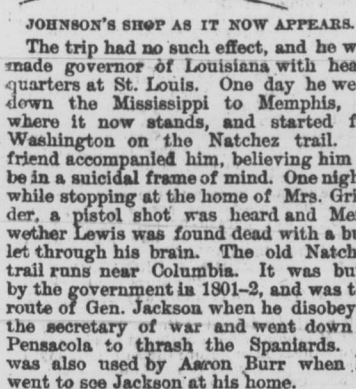 JOHNSON'S SHOP AS IT NOW APPEARS.
The trip had no such effect, and he w
made governor of Louisiana with hea
quarters at St. Louis. One day he we
down the Mississippi to Memphis,
where it now stands, and started f
Washington on the Natchez trail.
friend accompanied him, believing him
be in a suicidal frame of mind. One nigh
while stopping at the home of Mrs. Gri
der, a pistol shot was heard and Me
wether Lewis was found dead with a bu
let through his brain. The old Natch
trail runs near Columbia. It was bu
by the government in 1801-2, and was t
route of Gen. Jackson when he disobey
the secretary of war and went down
Pensacola to thrash the Spaniards.
was also used by Aaron Burr when
went to see Jackson at his home.